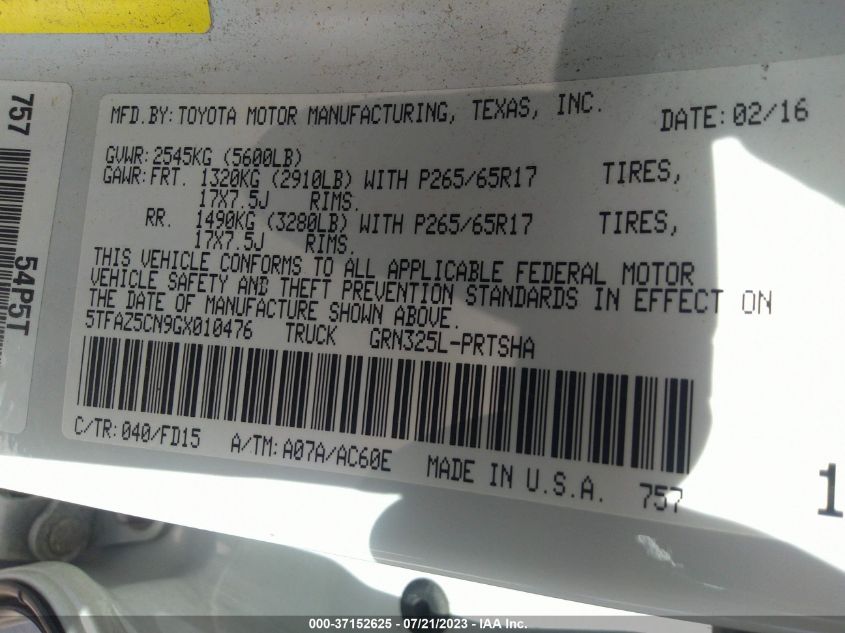 MFD.BY: TOYOTA MOTOR MANUFACTURING, TEXAS, INC. DATE: 02/16
GVWR: 2545KG (5600LB)
GAWR: FRT. 1320KG (2910LB) WITH P265/65R17 TIRES,
17X7.5J RIMS.
RR. 1490KG (3280LB) WITH P265/65R17 TIRES,
17X7.5J RIMS.
THIS VEHICLE CONFORMS TO ALL APPLICABLE FEDERAL MOTOR
VEHICLE SAFETY AND THEFT PREVENTION STANDARDS IN EFFECT ON
THE DATE OF MANUFACTURE SHOWN ABOVE.
5TFAZ5CN9GX010476 TRUCK GRN325L-PRTSHA
C/TR: 040/FD15 A/TM: A07A/AC60E MADE IN U.S.A. 757
1
757
54P5T
000-37152625 / 07/21/2023 - IAA Inc.